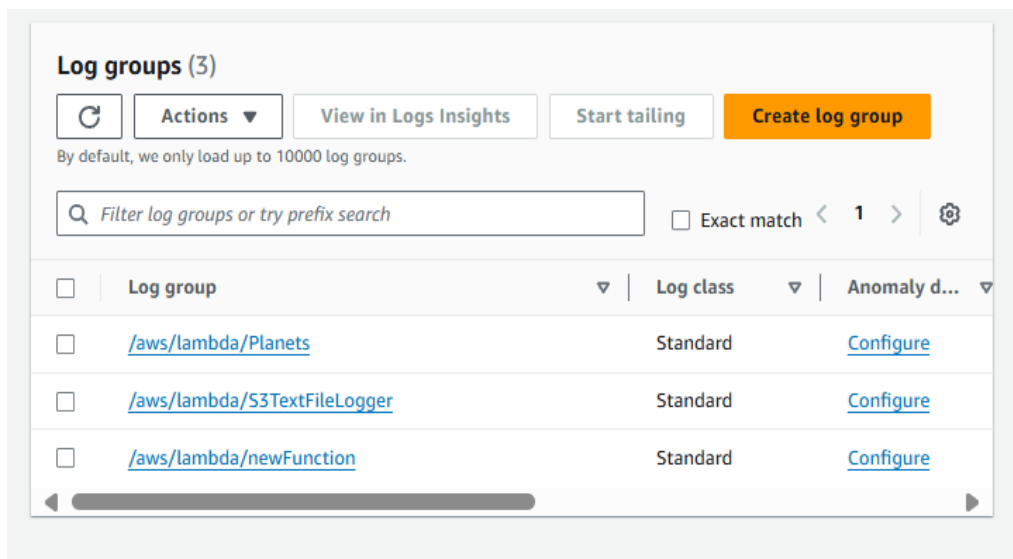 Log groups (3)
Actions View in Logs Insights Start tailing Create log group
By default, we only load up to 10000 log groups.
Filter log groups or try prefix search Exact match 1
Log group Log class Anomaly d...
/aws/lambda/Planets Standard Configure
/aws/lambda/S3TextFileLogger Standard Configure
/aws/lambda/newFunction Standard Configure